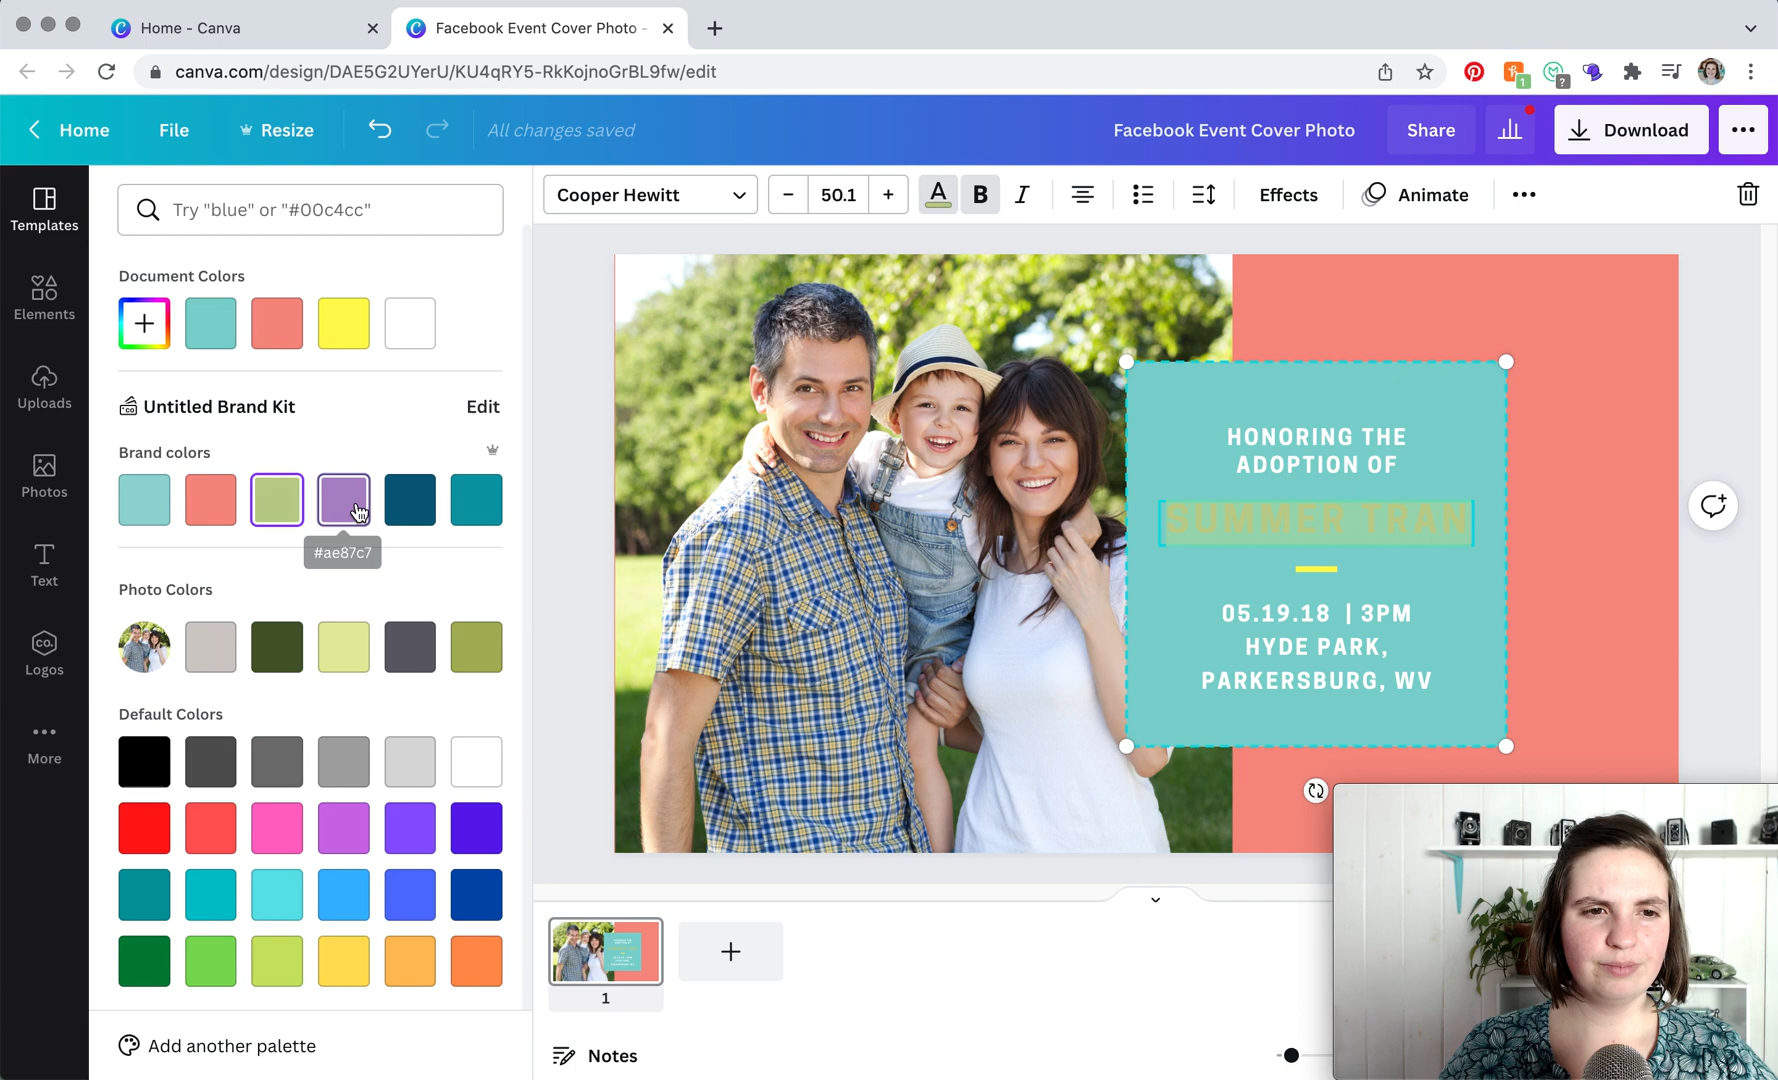 Home - Canva
Facebook Event Cover Photo -
canva.com/design/DAE5G2UYerU/KU4qRY5-RkKojnoGrBL9fw/edit
1
?
Home
File
Resize
All changes saved
Facebook Event Cover Photo
Share
Download
Templates
Elements
Uploads
Photos
Text
CO.
Logos
More
Try "blue" or "#00c4cc"
Document Colors
Untitled Brand Kit
Edit
Brand colors
#ae87c7
Photo Colors
Default Colors
Add another palette
Cooper Hewitt
50.1
A
B
I
Effects
Animate
HONORING THE
ADOPTION OF
SUMMER TRAN
05.19.18 | 3PM
HYDE PARK,
PARKERSBURG, WV
1
Notes